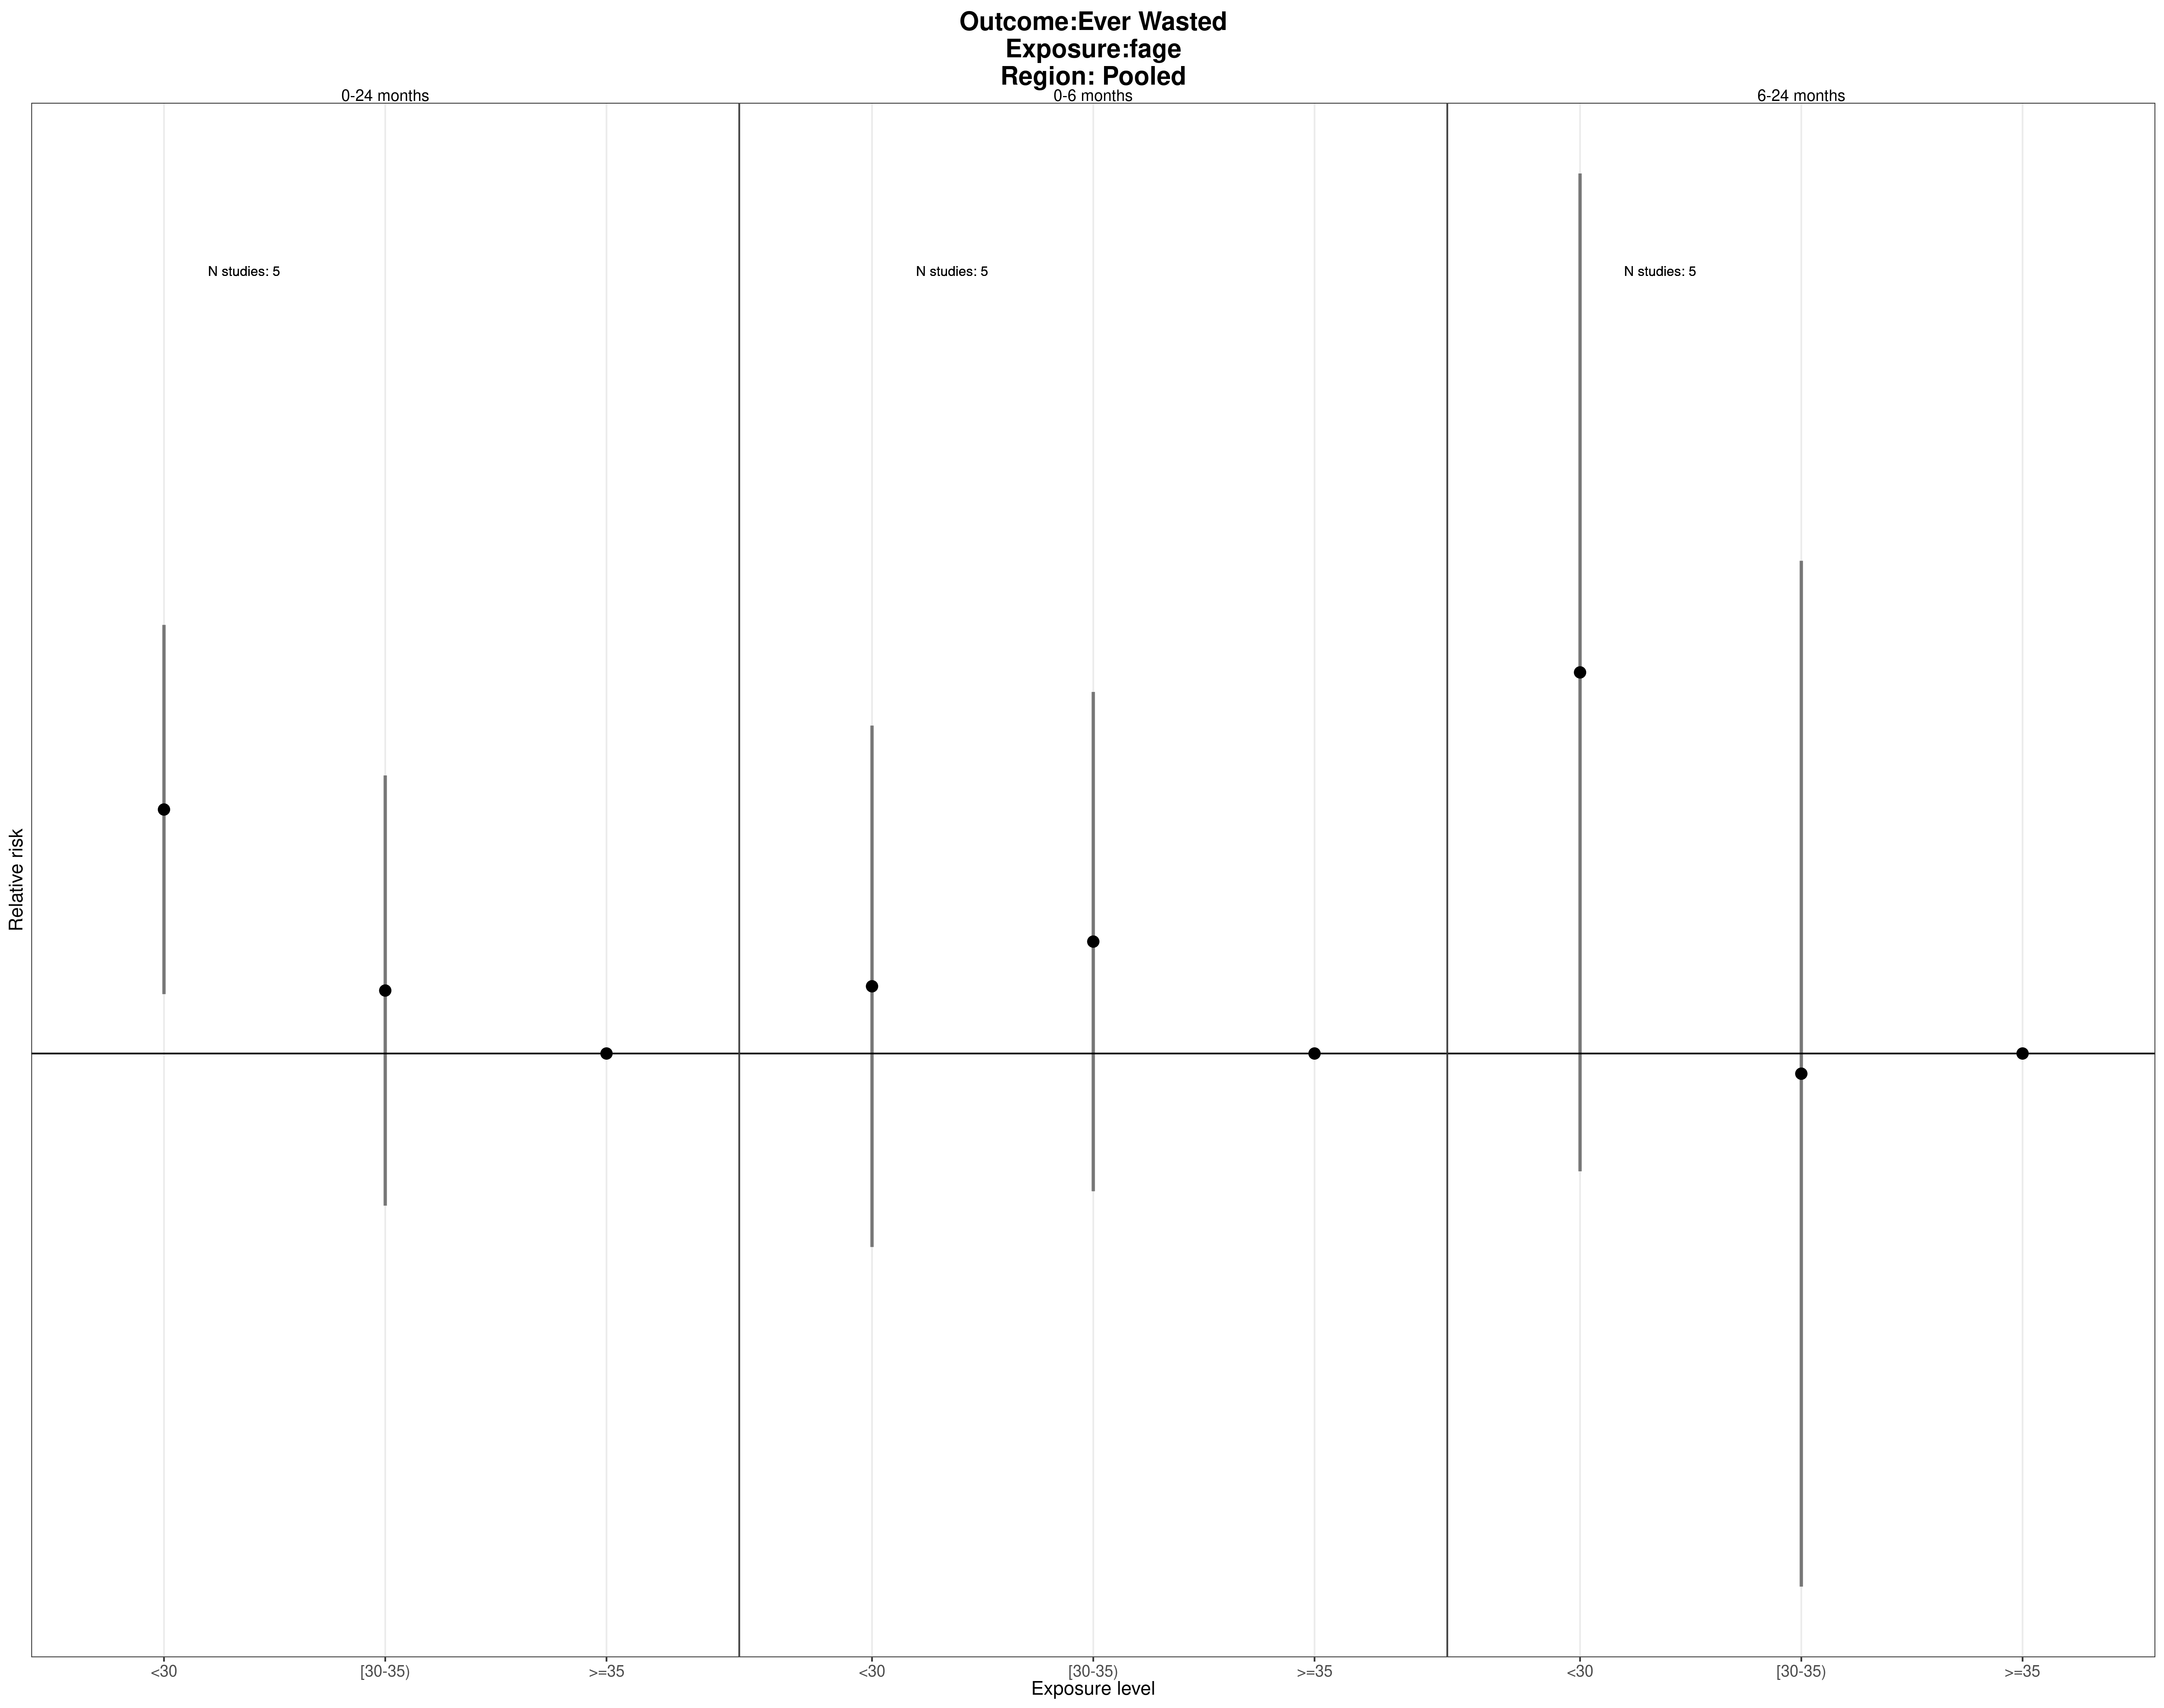 Outcome:Ever Wasted
Exposure:fage
Region: Pooled
0-24 months
0-6 months
6-24 months
N studies: 5
N studies: 5
N studies: 5
Relative risk
<30
[30-35)
>=35
<30
[30-35)
>=35
<30
[30-35)
>=35
Exposure level